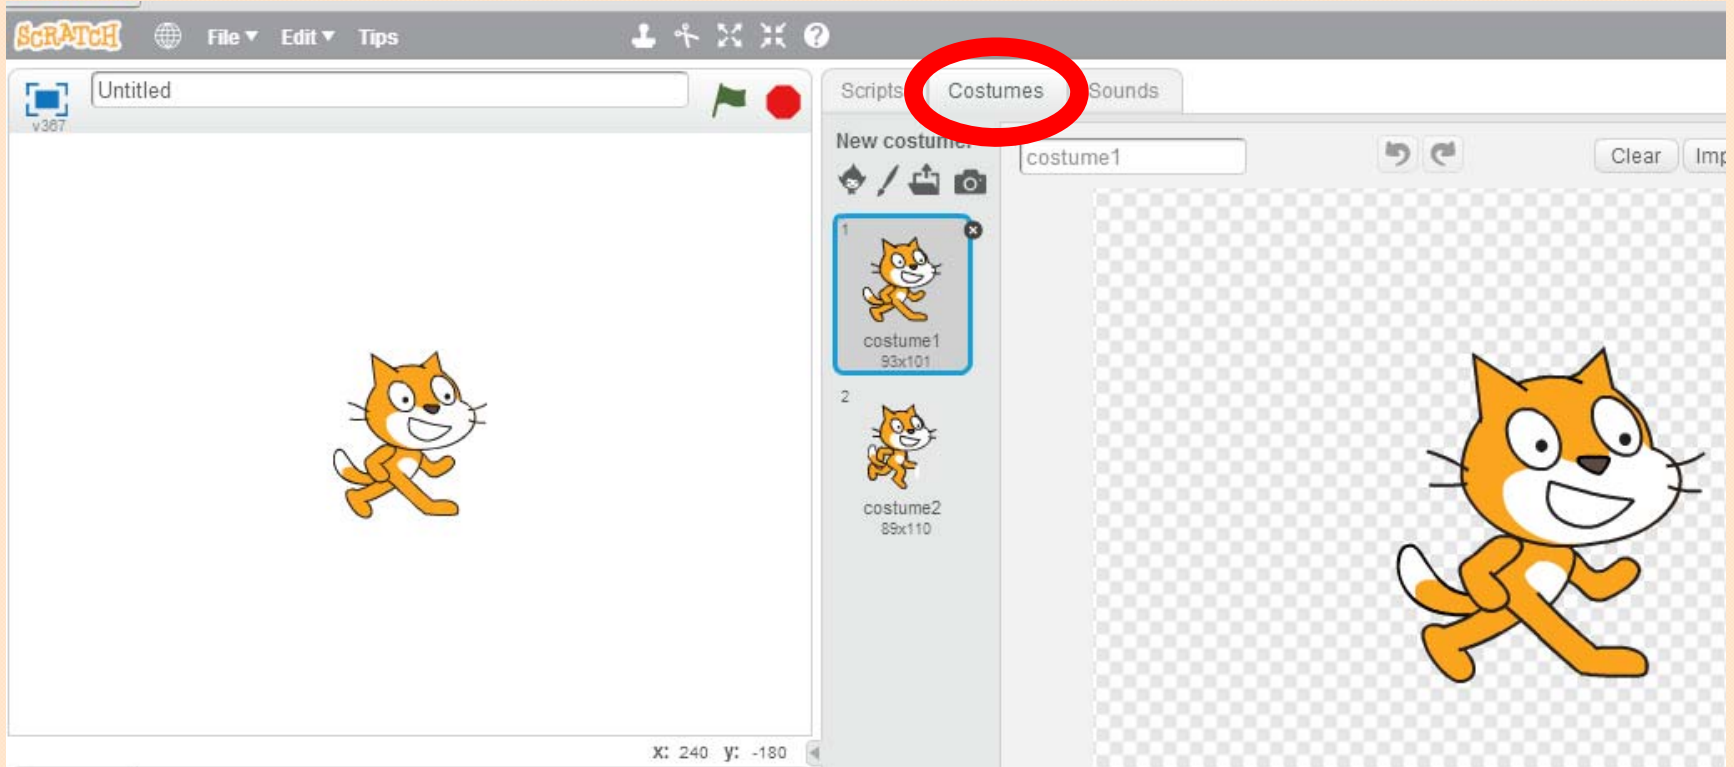 SCRATCH File Edit Tips
Untitled
v367
Scripts Costumes Sounds
New costume:
costume1
Clear
1
costume1
93x101
2
costume2
89x110
x: 240 y: -180